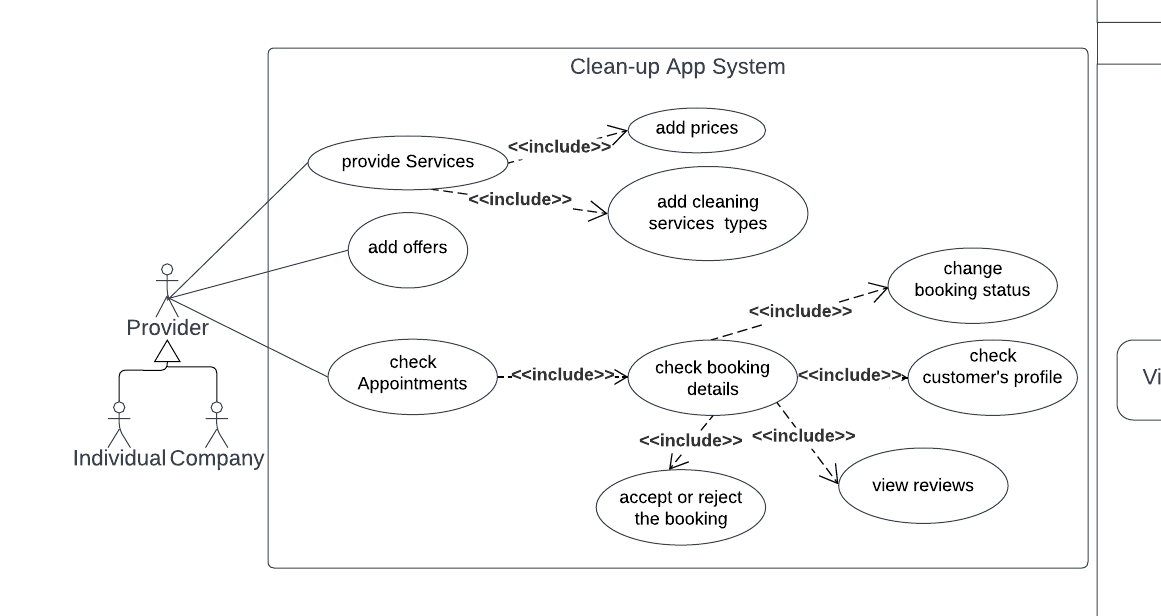 Clean-up App System
add prices
<<include>>
provide Services
<<include>>
add cleaning
services types
add offers
change
booking status
<<include>>
Provider
check
Appointments
<<include>>
check booking
details
<<include>>
check
customer's profile
Vi
<<include>>
<<include>>
Individual
Company
accept or reject
the booking
view reviews